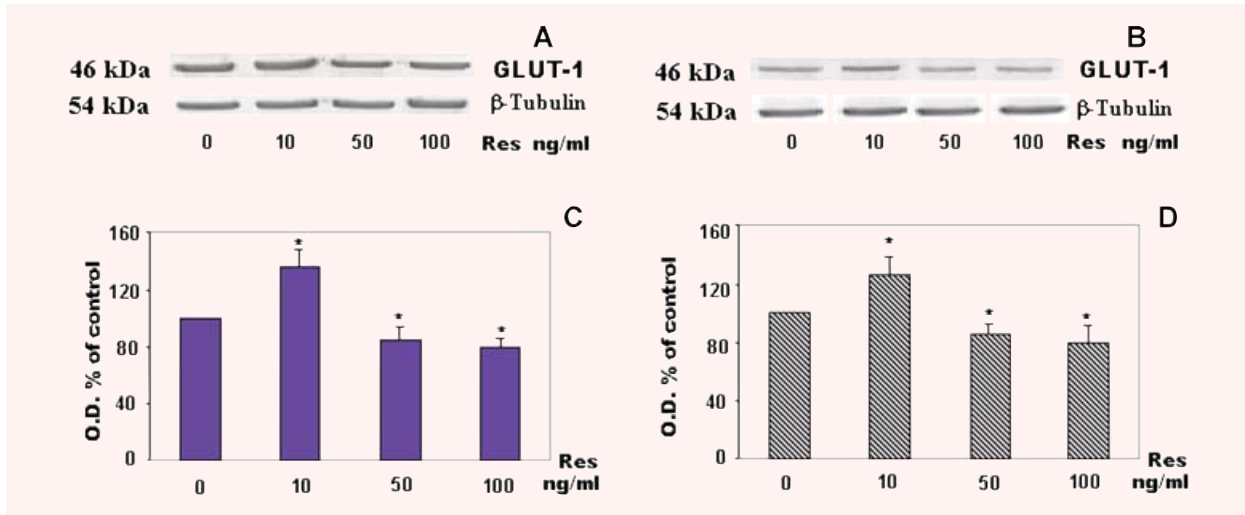 A
46 kDa GLUT-1
54 kDa β-Tubulin
0 10 50 100 Res ng/ml
B
46 kDa GLUT-1
54 kDa β-Tubulin
0 10 50 100 Res ng/ml
C
O.D. % of control
160
120
80
40
0
* * *
0 10 50 100
Res
ng/ml
D
O.D. % of control
160
120
80
40
0
* * *
0 10 50 100
Res
ng/ml